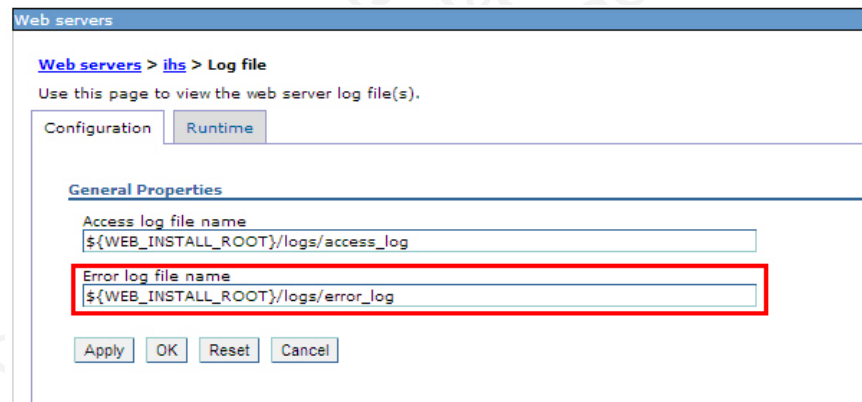 Web servers
Web servers > ihs > Log file
Use this page to view the web server log file(s).
Configuration Runtime
General Properties
Access log file name
${WEB_INSTALL_ROOT}/logs/access_log
Error log file name
${WEB_INSTALL_ROOT}/logs/error_log
Apply OK Reset Cancel